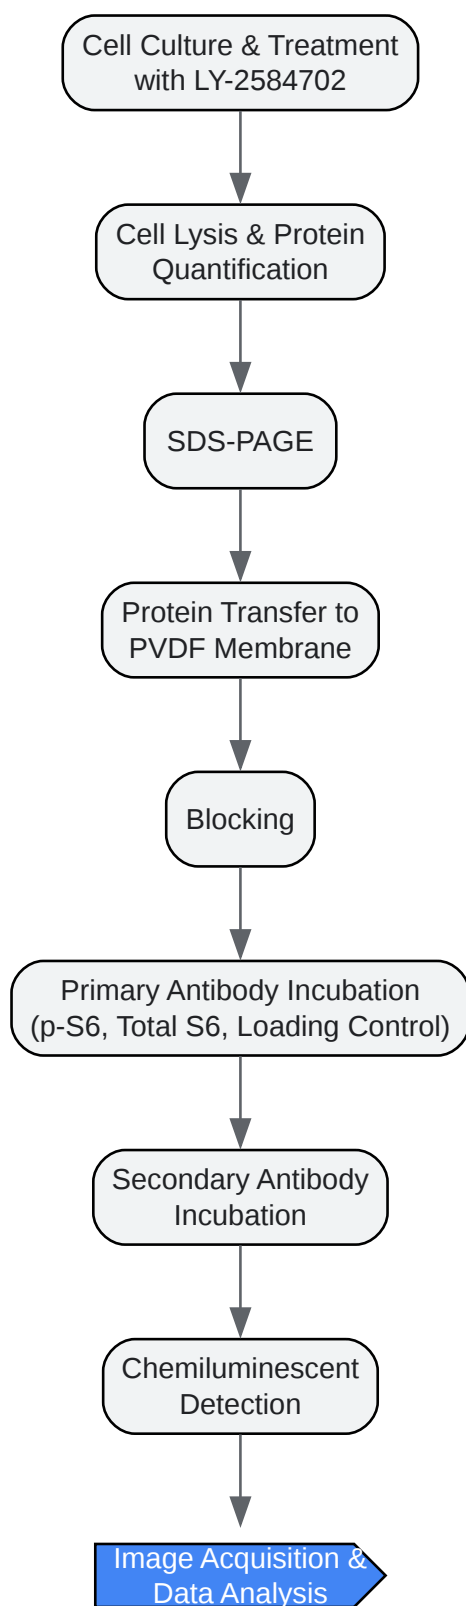 Cell Culture & Treatment
with LY-2584702
Cell Lysis & Protein
Quantification
SDS-PAGE
Protein Transfer to
PVDF Membrane
Blocking
Primary Antibody Incubation
(p-S6, Total S6, Loading Control)
Secondary Antibody
Incubation
Chemiluminescent
Detection
Image Acquisition &
Data Analysis